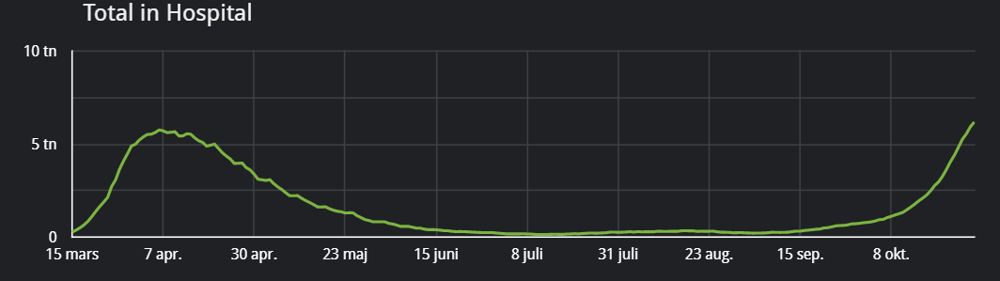 Total in Hospital
10 tn
5 tn
0
15 mars 7 apr. 30 apr. 23 maj 15 juni 8 juli 31 juli 23 aug. 15 sep. 8 okt.